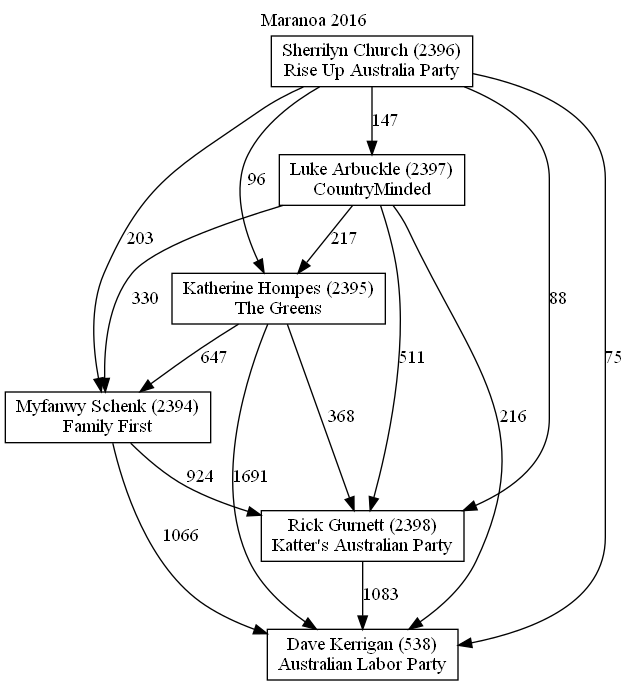 Maranoa 2016
Sherrilyn Church (2396)
Rise Up Australia Party
147
Luke Arbuckle (2397)
CountryMinded
96
203
217
330
88
Katherine Hompes (2395)
The Greens
647
511
75
Myfanwy Schenk (2394)
Family First
368
216
924
1691
Rick Gurnett (2398)
Katter's Australian Party
1066
1083
Dave Kerrigan (538)
Australian Labor Party